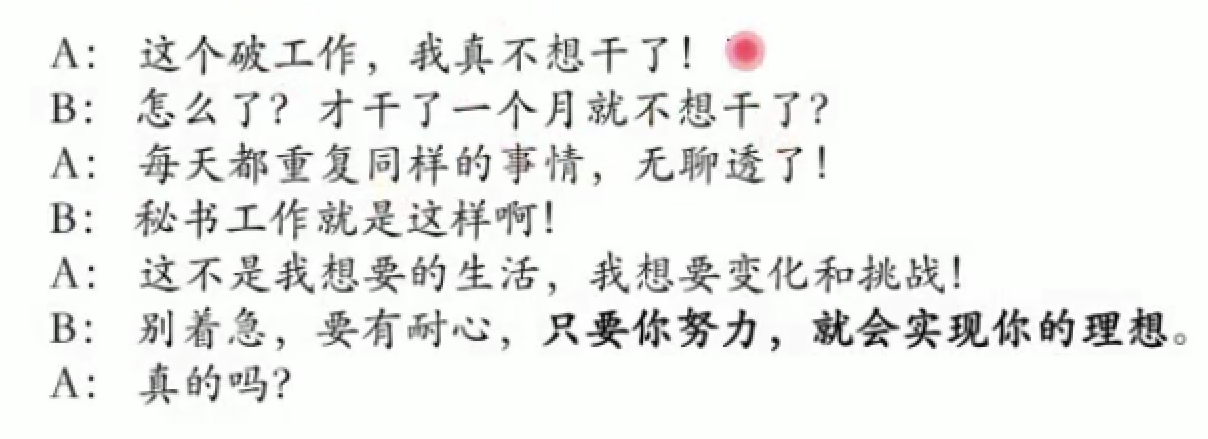 A： 这个破工作，我真不想干了！
B： 怎么了？才干了一个月就不想干了？
A： 每天都重复同样的事情，无聊透了！
B： 秘书工作就是这样啊！
A： 这不是我想要的生活，我想要变化和挑战！
B： 别着急，要有耐心，只要你努力，就会实现你的理想。
A： 真的吗？